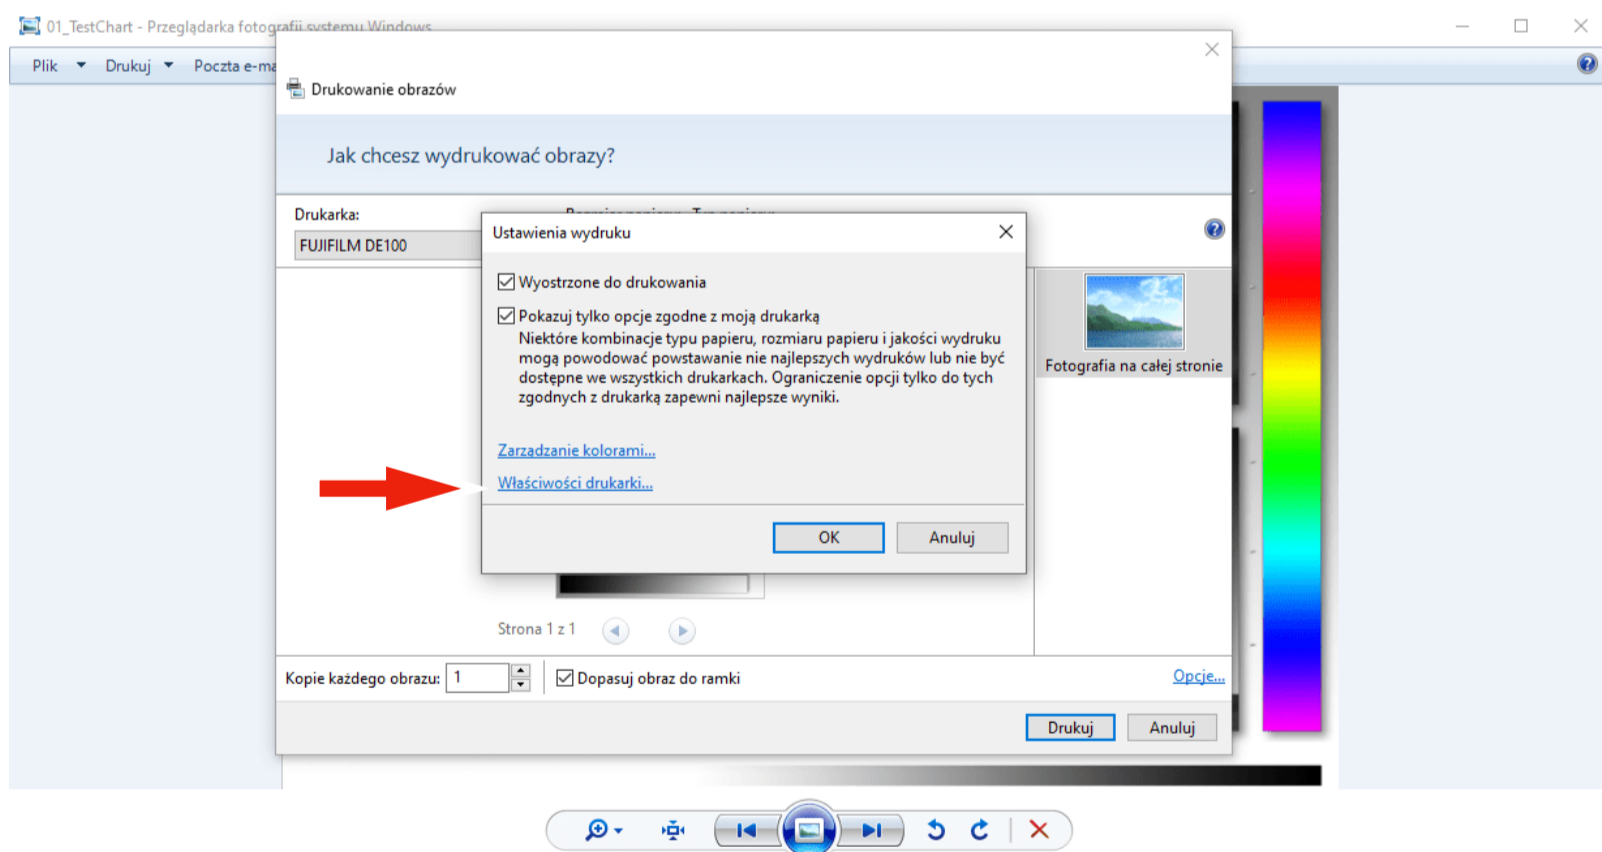 01_TestChart - Przeglądarka fotografii systemu Windows
Plik Drukuj Poczta e-ma
Drukowanie obrazów
Jak chcesz wydrukować obrazy?
Drukarka:
FUJIFILM DE100
Ustawienia wydruku
Wyostrzone do drukowania
Pokazuj tylko opcje zgodne z moją drukarką
Niektóre kombinacje typu papieru, rozmiaru papieru i jakości wydruku
mogą powodować powstawanie nie najlepszych wydruków lub nie być
dostępne we wszystkich drukarkach. Ograniczenie opcji tylko do tych
zgodnych z drukarką zapewni najlepsze wyniki.
Zarządzanie kolorami...
Właściwości drukarki...
OK Anuluj
Fotografia na całej stronie
Strona 1 z 1
Kopie każdego obrazu: 1 Dopasuj obraz do ramki Opcje...
Drukuj Anuluj